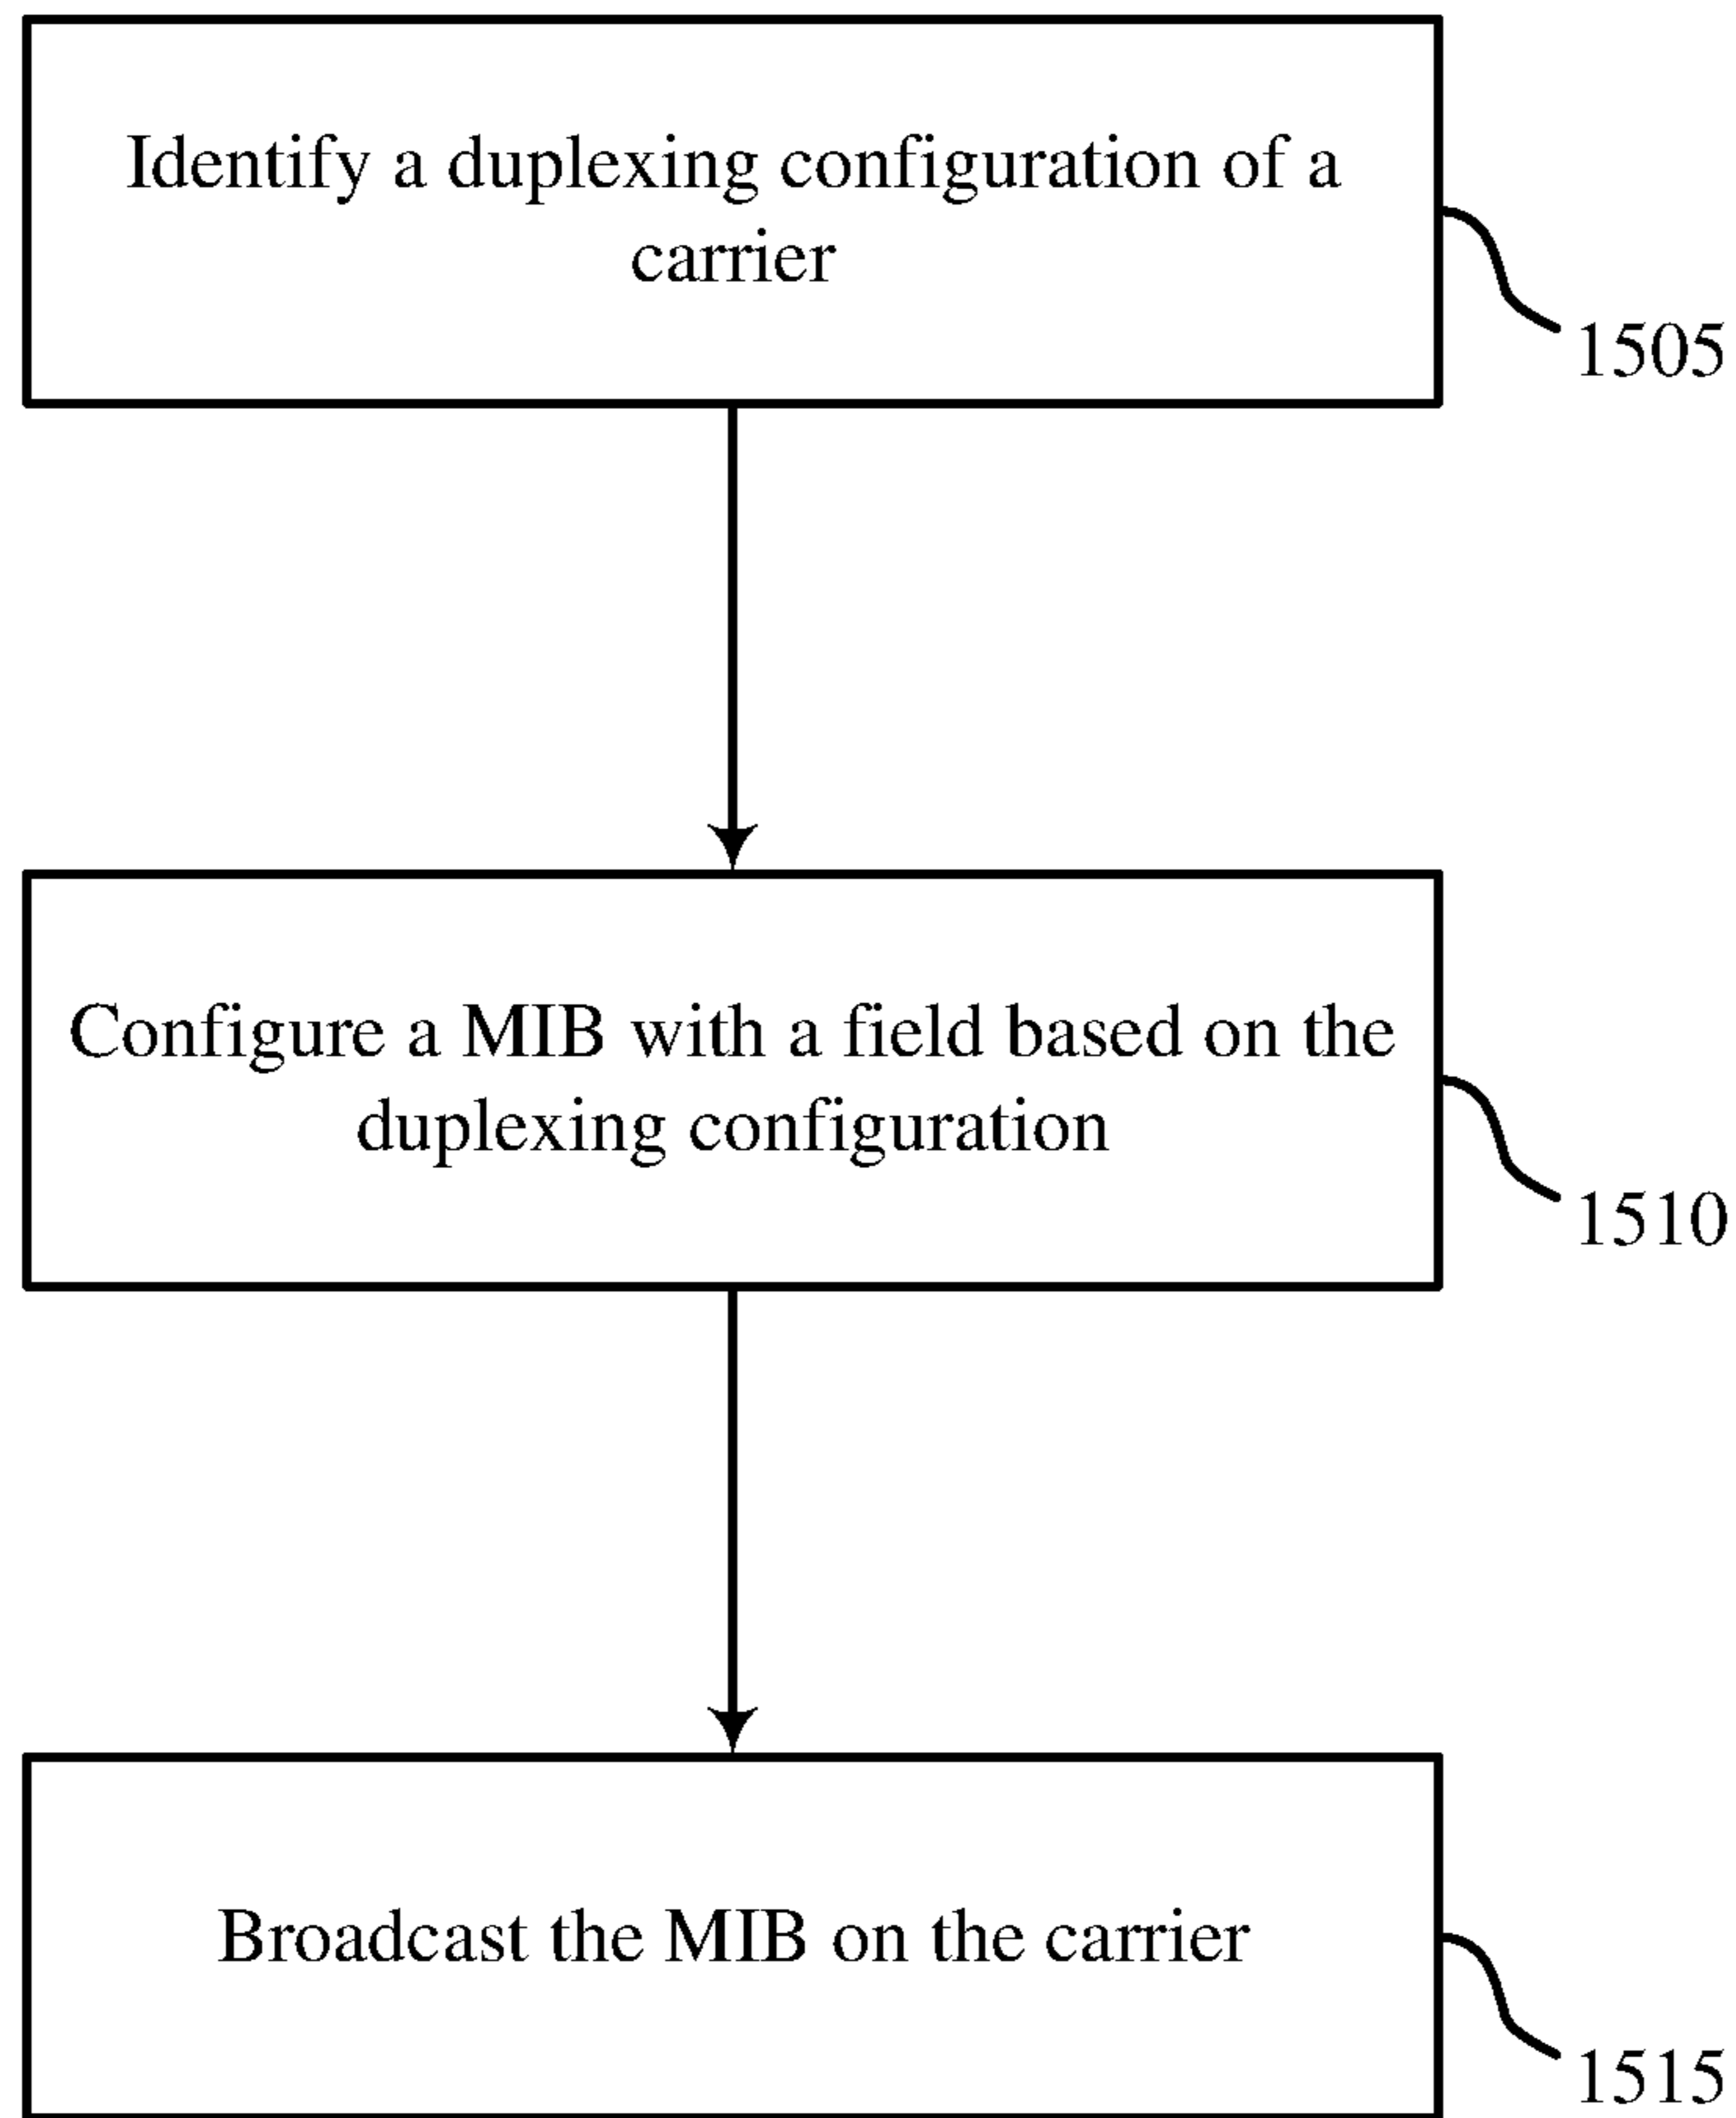 Identify a duplexing configuration of a
carrier
1505
Configure a MIB with a field based on the
duplexing configuration
1510
Broadcast the MIB on the carrier
1515